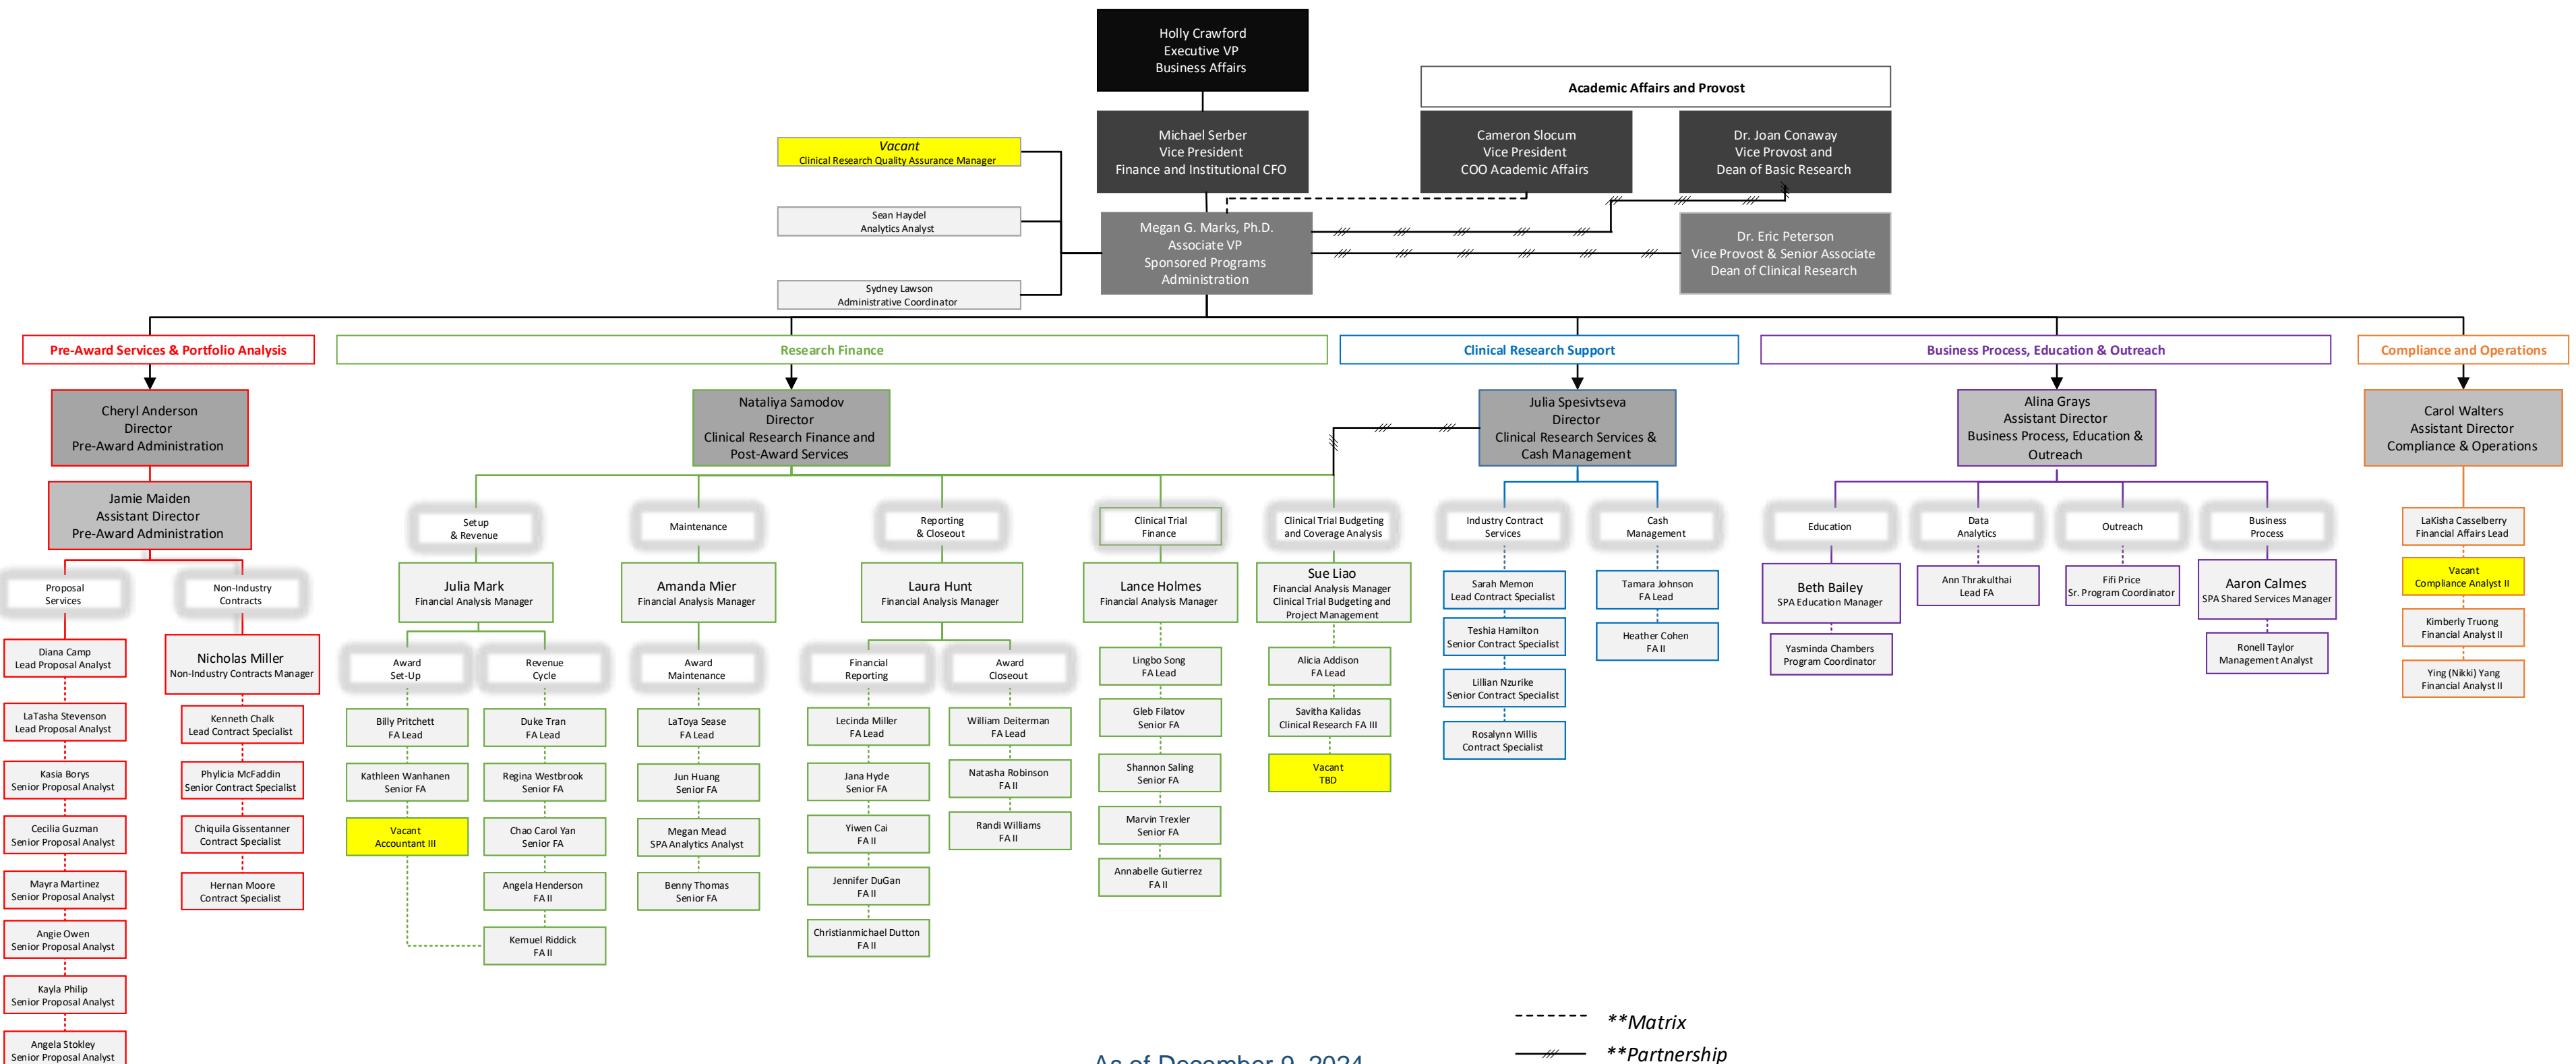 Holly Crawford
Executive VP
Business Affairs
Academic Affairs and Provost
Michael Serber
Vice President
Finance and Institutional CFO
Cameron Slocum
Vice President
COO Academic Affairs
Dr. Joan Conaway
Vice Provost and
Dean of Basic Research
Vacant
Clinical Research Quality Assurance Manager
Sean Haydel
Analytics Analyst
Sydney Lawson
Administrative Coordinator
Megan G. Marks, Ph.D.
Associate VP
Sponsored Programs
Administration
Dr. Eric Peterson
Vice Provost & Senior Associate
Dean of Clinical Research
Pre-Award Services & Portfolio Analysis
Research Finance
Clinical Research Support
Business Process, Education & Outreach
Compliance and Operations
Cheryl Anderson
Director
Pre-Award Administration
Nataliya Samodov
Director
Clinical Research Finance and
Post-Award Services
Julia Spesivtseva
Director
Clinical Research Services &
Cash Management
Alina Grays
Assistant Director
Business Process, Education &
Outreach
Carol Walters
Assistant Director
Compliance & Operations
Jamie Maiden
Assistant Director
Pre-Award Administration
Proposal
Services
Diana Camp
Lead Proposal Analyst
LaTasha Stevenson
Lead Proposal Analyst
Kasia Borys
Senior Proposal Analyst
Cecilia Guzman
Senior Proposal Analyst
Mayra Martinez
Senior Proposal Analyst
Angie Owen
Senior Proposal Analyst
Kayla Philip
Senior Proposal Analyst
Angela Stokley
Senior Proposal Analyst
Non-Industry
Contracts
Nicholas Miller
Non-Industry Contracts Manager
Kenneth Chalk
Lead Contract Specialist
Phylicia McFaddin
Senior Contract Specialist
Chiquila Gissentanner
Contract Specialist
Hernan Moore
Contract Specialist
Setup
& Revenue
Julia Mark
Financial Analysis Manager
Award
Set-Up
Billy Pritchett
FA Lead
Kathleen Wanhanen
Senior FA
Vacant
Accountant III
Revenue
Cycle
Duke Tran
FA Lead
Regina Westbrook
Senior FA
Chao Carol Yan
Senior FA
Angela Henderson
FA II
Kemuel Riddick
FA II
Maintenance
Amanda Mier
Financial Analysis Manager
Award
Maintenance
LaToya Sease
FA Lead
Jun Huang
Senior FA
Megan Mead
SPA Analytics Analyst
Benny Thomas
Senior FA
Reporting
& Closeout
Laura Hunt
Financial Analysis Manager
Financial
Reporting
Lecinda Miller
FA Lead
Jana Hyde
Senior FA
Yiwen Cai
FA II
Jennifer DuGan
FA II
Christianmichael Dutton
FA II
Award
Closeout
William Deiterman
FA Lead
Natasha Robinson
FA II
Randi Williams
FA II
Clinical Trial
Finance
Lance Holmes
Financial Analysis Manager
Lingbo Song
FA Lead
Gleb Filatov
Senior FA
Shannon Saling
Senior FA
Marvin Trexler
Senior FA
Annabelle Gutierrez
FA II
Clinical Trial Budgeting
and Coverage Analysis
Sue Liao
Financial Analysis Manager
Clinical Trial Budgeting and
Project Management
Alicia Addison
FA Lead
Savitha Kalidas
Clinical Research FA III
Vacant
TBD
Industry Contract
Services
Sarah Memon
Lead Contract Specialist
Teshia Hamilton
Senior Contract Specialist
Lillian Nzurike
Senior Contract Specialist
Rosalynn Willis
Contract Specialist
Cash
Management
Tamara Johnson
FA Lead
Heather Cohen
FA II
Education
Beth Bailey
SPA Education Manager
Yasminda Chambers
Program Coordinator
Data
Analytics
Ann Thrakulthai
Lead FA
Outreach
Fifi Price
Sr. Program Coordinator
Business
Process
Aaron Calmes
SPA Shared Services Manager
Ronell Taylor
Management Analyst
LaKisha Casselberry
Financial Affairs Lead
Vacant
Compliance Analyst II
Kimberly Truong
Financial Analyst II
Ying (Nikki) Yang
Financial Analyst II
**Matrix
**Partnership
As of December 9, 2024